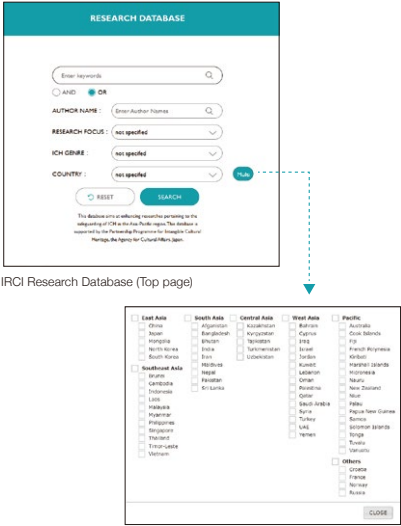 RESEARCH DATABASE
Enter keywords
AND OR
AUTHOR NAME : Enter Author Names
RESEARCH FOCUS : not specified
ICH GENRE : not specified
COUNTRY : not specified
Multi
RESET SEARCH
This database aims at enhancing researches pertaining to the
safeguarding of ICH in the Asia-Pacific region. This database is
supported by the Partnership Programme for Intangible Cultural
Heritage, the Agency for Cultural Affairs, Japan.
IRCI Research Database (Top page)
East Asia
China
Japan
Mongolia
North Korea
South Korea
Southeast Asia
Brunei
Cambodia
Indonesia
Laos
Malaysia
Myanmar
Philippines
Singapore
Thailand
Timor-Leste
Vietnam
South Asia
Afganistan
Bangladesh
Bhutan
India
Iran
Maldives
Nepal
Pakistan
Sri Lanka
Central Asia
Kazakhstan
Kyrgyzstan
Tajikistan
Turkmenistan
Uzbekistan
West Asia
Bahrain
Cyprus
Iraq
Israel
Jordan
Kuwait
Lebanon
Oman
Palestine
Qatar
Saudi Arabia
Syria
Turkey
UAE
Yemen
Pacific
Australia
Cook Islands
Fiji
French Polynesia
Kiribati
Marshall Islands
Micronesia
Nauru
New Zealand
Niue
Palau
Papua New Guinea
Samoa
Solomon Islands
Tonga
Tuvalu
Vanuatu
Others
Croatia
France
Norway
Russia
CLOSE